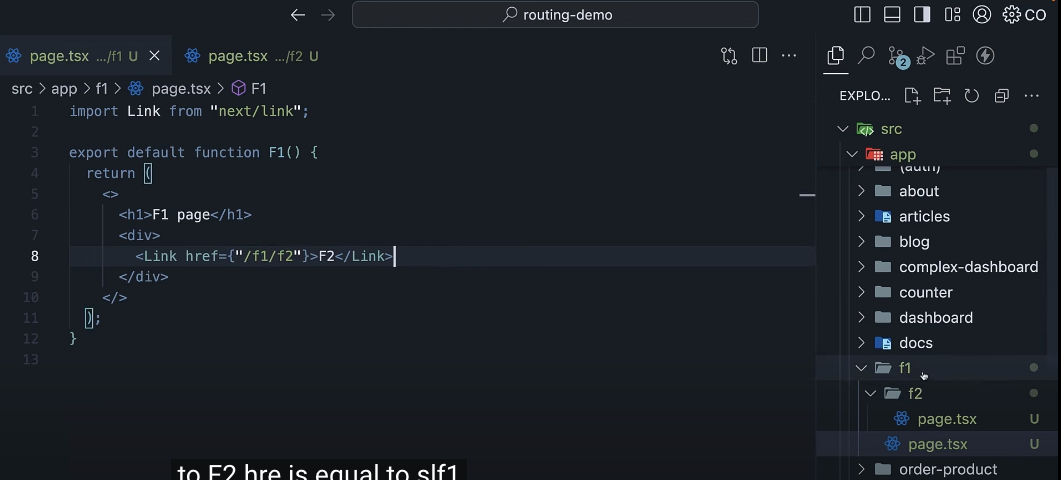 routing-demo
CO
page.tsx .../f1 U
page.tsx .../f2 U
EXPLO...
2
src > app > f1 > page.tsx > F1
1 import Link from "next/link";
2
3 export default function F1() {
4 return (
5 <>
6 <h1>F1 page</h1>
7 <div>
8 <Link href={"/f1/f2"}>F2</Link>
9 </div>
10 </>
11 );
12 }
13
src
app
(auth)
about
articles
blog
complex-dashboard
counter
dashboard
docs
f1
f2
page.tsx U
page.tsx U
order-product
to F2 hre is equal to slf1